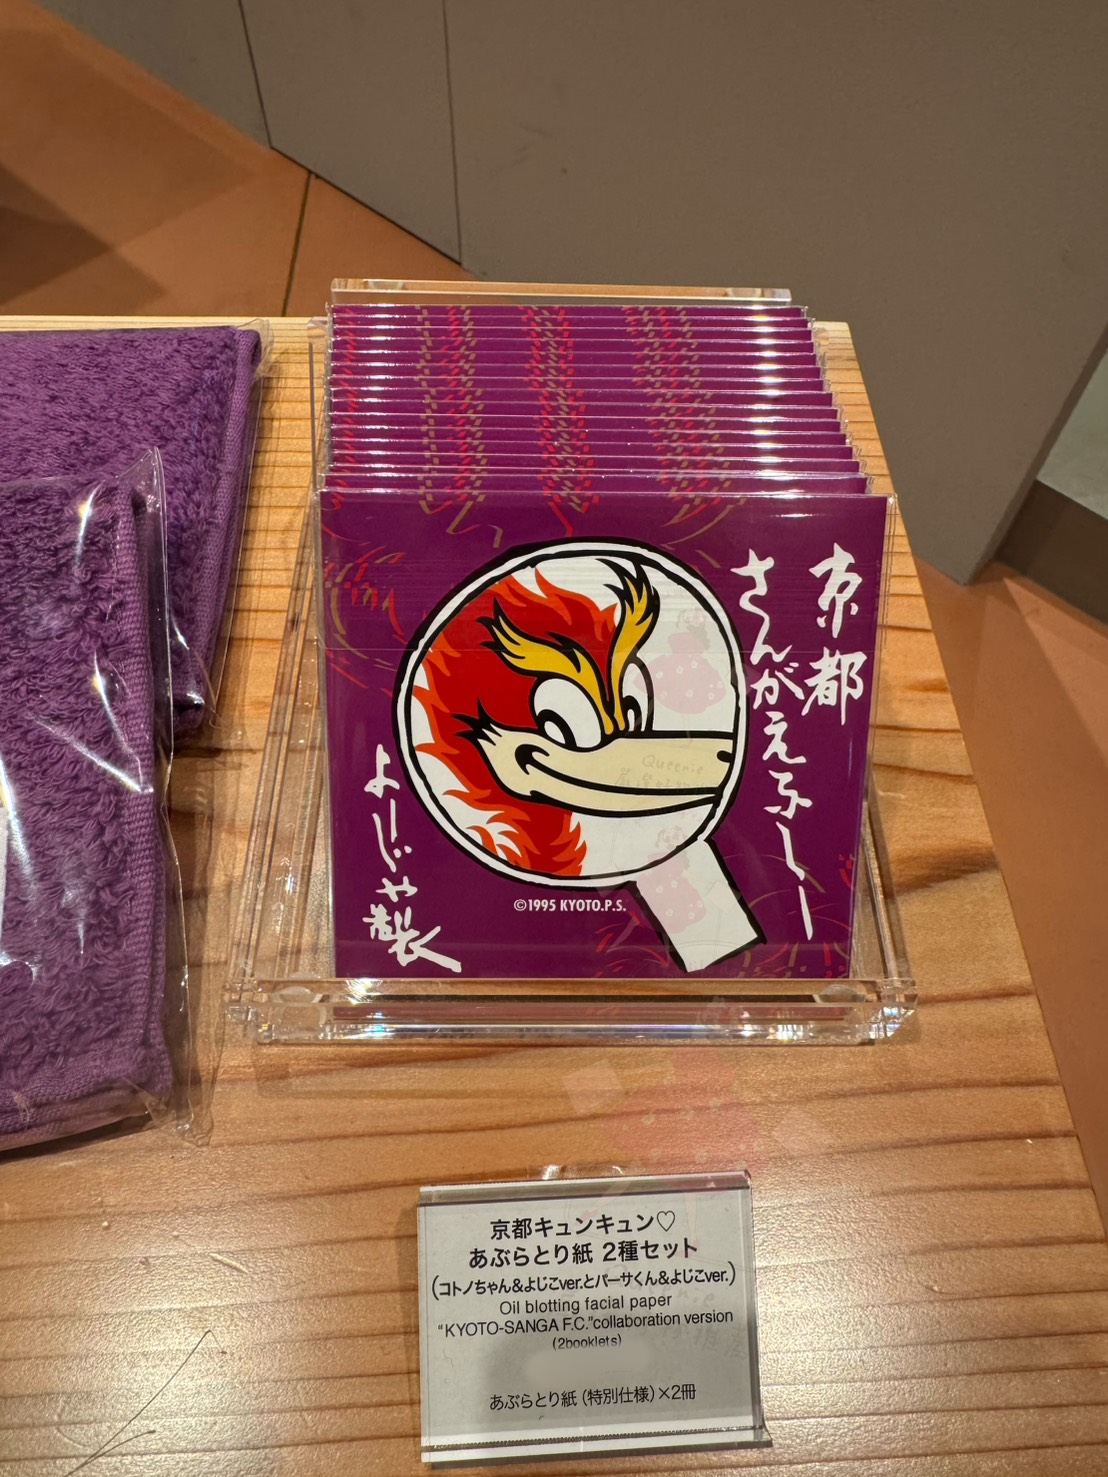 京都
さんがえふしー
よーじや製
©1995 KYOTO.P.S.
京都キュンキュン♡
あぶらとり紙 2種セット
(コトノちゃん&よじこver.とパーサくん&よじこver.)
Oil blotting facial paper
“KYOTO-SANGA F.C.”collaboration version
(2booklets)
あぶらとり紙 (特別仕様) ×2冊